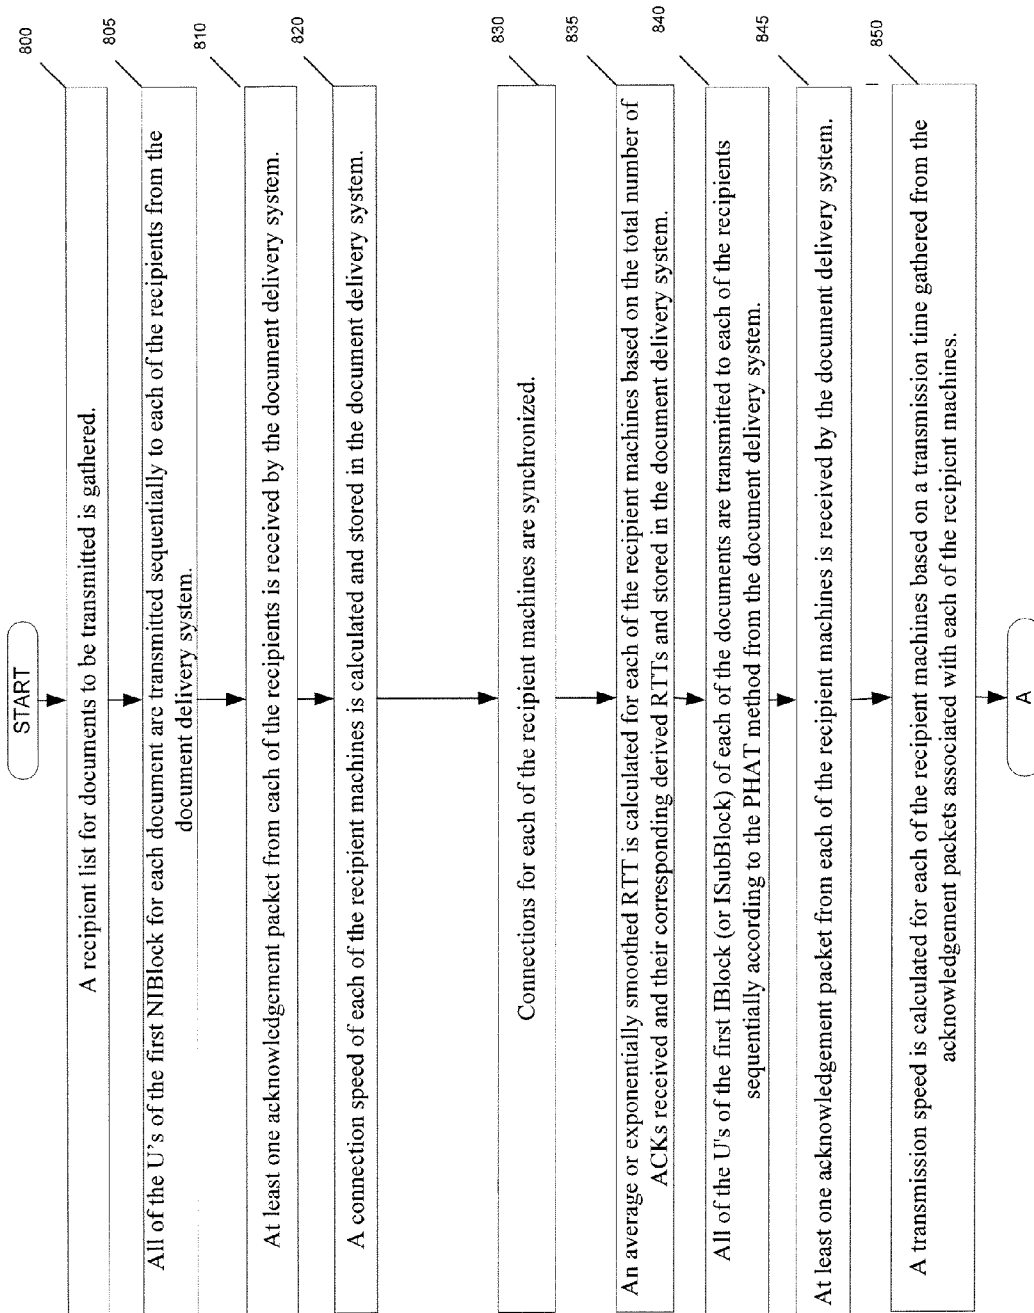 START
800
A recipient list for documents to be transmitted is gathered.
805
All of the U's of the first NIBlock for each document are transmitted sequentially to each of the recipients from the
document delivery system.
810
At least one acknowledgement packet from each of the recipients is received by the document delivery system.
820
A connection speed of each of the recipient machines is calculated and stored in the document delivery system.
830
Connections for each of the recipient machines are synchronized.
835
An average or exponentially smoothed RTT is calculated for each of the recipient machines based on the total number of
ACKs received and their corresponding derived RTTs and stored in the document delivery system.
840
All of the U's of the first IBlock (or ISubBlock) of each of the documents are transmitted to each of the recipients
sequentially according to the PHAT method from the document delivery system.
845
At least one acknowledgement packet from each of the recipient machines is received by the document delivery system.
850
A transmission speed is calculated for each of the recipient machines based on a transmission time gathered from the
acknowledgement packets associated with each of the recipient machines.
A